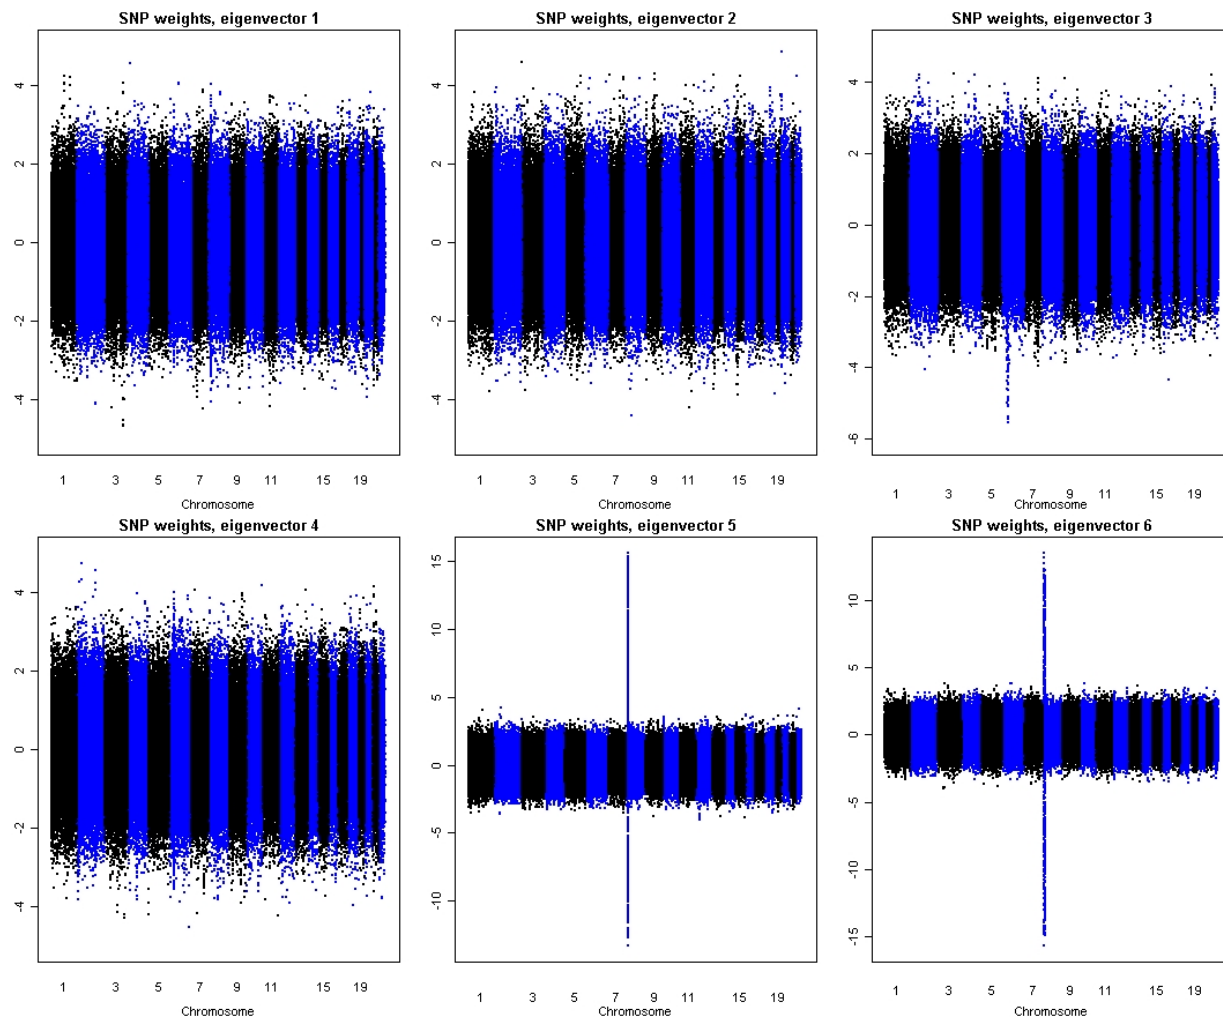 SNP weights, eigenvector 1
4
2
0
-2
-4
1 3 5 7 9 11 15 19
Chromosome
SNP weights, eigenvector 2
4
2
0
-2
-4
1 3 5 7 9 11 15 19
Chromosome
SNP weights, eigenvector 3
4
2
0
-2
-4
-6
1 3 5 7 9 11 15 19
Chromosome
SNP weights, eigenvector 4
4
2
0
-2
-4
1 3 5 7 9 11 15 19
Chromosome
SNP weights, eigenvector 5
15
10
5
0
-5
-10
1 3 5 7 9 11 15 19
Chromosome
SNP weights, eigenvector 6
10
5
0
-5
-10
-15
1 3 5 7 9 11 15 19
Chromosome